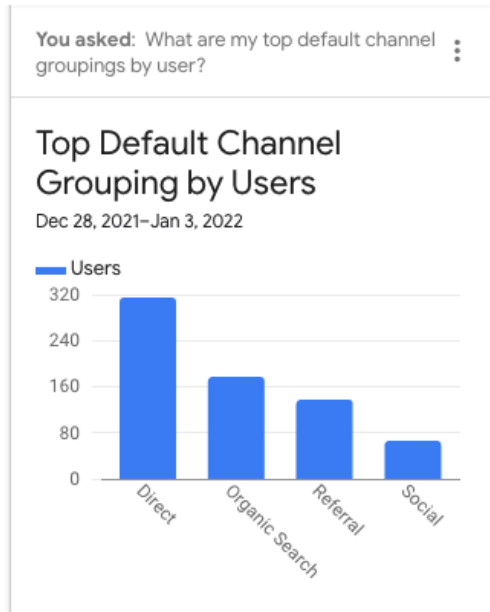 You asked: What are my top default channel
groupings by user?
Top Default Channel
Grouping by Users
Dec 28, 2021–Jan 3, 2022
Users
320
240
160
80
0
Direct
Organic Search
Referral
Social